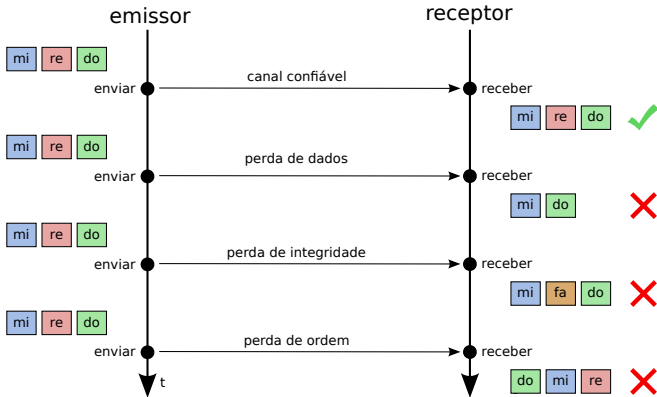 emissor
receptor
mi re do
canal confiável
enviar
receber
mi re do
mi re do
perda de dados
enviar
receber
mi do
mi re do
perda de integridade
enviar
receber
mi fa do
mi re do
perda de ordem
enviar
receber
t
do mi re